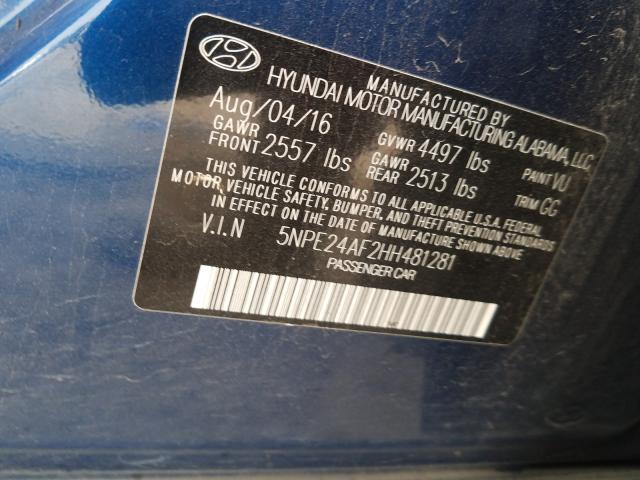 MANUFACTURED BY
HYUNDAI MOTOR MANUFACTURING ALABAMA, LLC
Aug/04/16
GVWR 4497 lbs
PAINT VU
GAWR FRONT 2557 lbs
GAWR REAR 2513 lbs
TRIM GG
THIS VEHICLE CONFORMS TO ALL APPLICABLE U.S.A FEDERAL
MOTOR VEHICLE SAFETY, BUMPER, AND THEFT PREVENTION STANDARDS
IN EFFECT ON THE DATE OF MANUFACTURE SHOWN ABOVE
V.I.N 5NPE24AF2HH481281
PASSENGER CAR